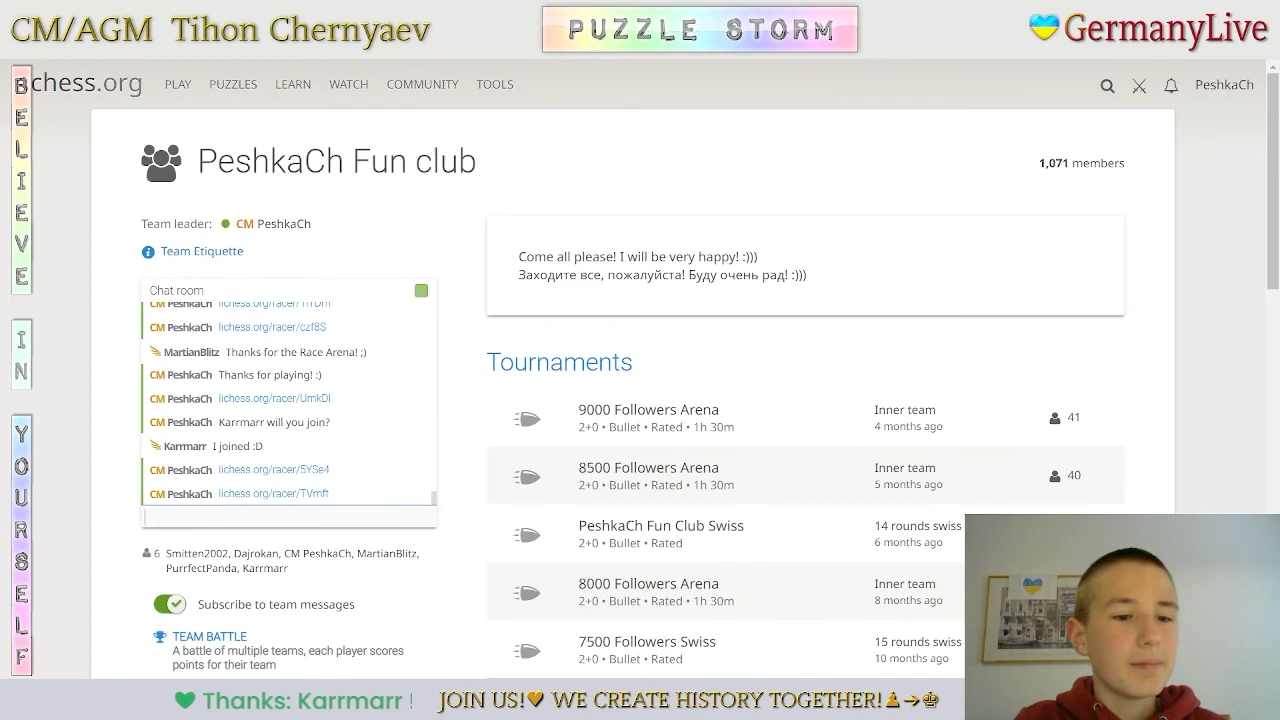 CM/AGM Tihon Chernyaev
PUZZLE STORM
GermanyLive
BELIEVE
IN
YOURSELF
chess.org
PLAY PUZZLES LEARN WATCH COMMUNITY TOOLS
PeshkaCh
PeshkaCh Fun club
1,071 members
Team leader: CM PeshkaCh
Team Etiquette
Come all please! I will be very happy! :)))
Заходите все, пожалуйста! Буду очень рад! :)))
Chat room
CM PeshkaCh
CM PeshkaCh lichess.org/racer/czf8S
MartianBlitz Thanks for the Race Arena! ;)
CM PeshkaCh Thanks for playing! :)
CM PeshkaCh lichess.org/racer/UmkDl
CM PeshkaCh Karrmarr will you join?
Karrmarr I joined :D
CM PeshkaCh lichess.org/racer/5YSe4
CM PeshkaCh lichess.org/racer/TVmft
6 Smitten2002, Dajrokan, CM PeshkaCh, MartianBlitz,
PurrfectPanda, Karrmarr
Subscribe to team messages
TEAM BATTLE
A battle of multiple teams, each player scores
points for their team
Tournaments
9000 Followers Arena
2+0 • Bullet • Rated • 1h 30m
Inner team
4 months ago
41
8500 Followers Arena
2+0 • Bullet • Rated • 1h 30m
Inner team
5 months ago
40
PeshkaCh Fun Club Swiss
2+0 • Bullet • Rated
14 rounds swiss
6 months ago
8000 Followers Arena
2+0 • Bullet • Rated • 1h 30m
Inner team
8 months ago
7500 Followers Swiss
2+0 • Bullet • Rated
15 rounds swiss
10 months ago
Thanks: Karrmarr !
JOIN US! WE CREATE HISTORY TOGETHER!